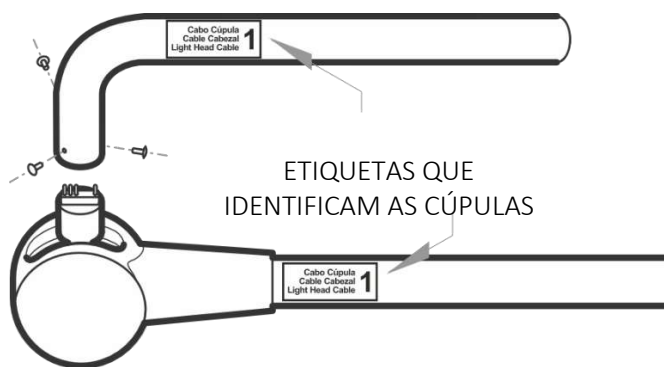 Cabo Cúpula
Cable Cabezal
Light Head Cable
1
ETIQUETAS QUE
IDENTIFICAM AS CÚPULAS
Cabo Cúpula
Cable Cabezal
Light Head Cable
1